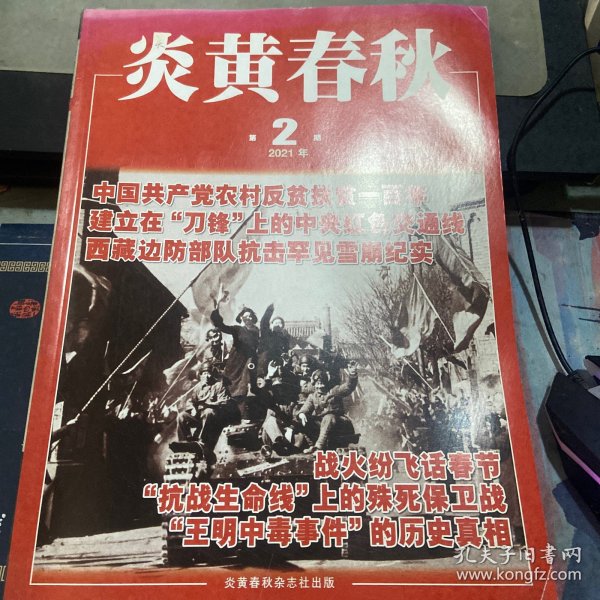 炎黄春秋
第2期
2021年
中国共产党农村反贫扶贫一百年
建立在“刀锋”上的中央红色交通线
西藏边防部队抗击罕见雪崩纪实
战火纷飞话春节
“抗战生命线”上的殊死保卫战
“王明中毒事件”的历史真相
炎黄春秋杂志社出版
孔夫子旧书网
www.kongfz.com